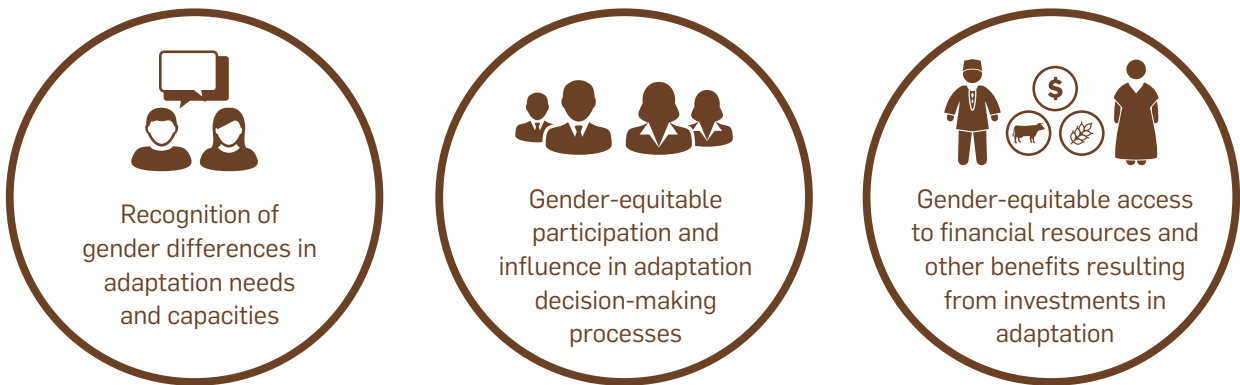 Recognition of
gender differences in
adaptation needs
and capacities
Gender-equitable
participation and
influence in adaptation
decision-making
processes
$
Gender-equitable access
to financial resources and
other benefits resulting
from investments in
adaptation